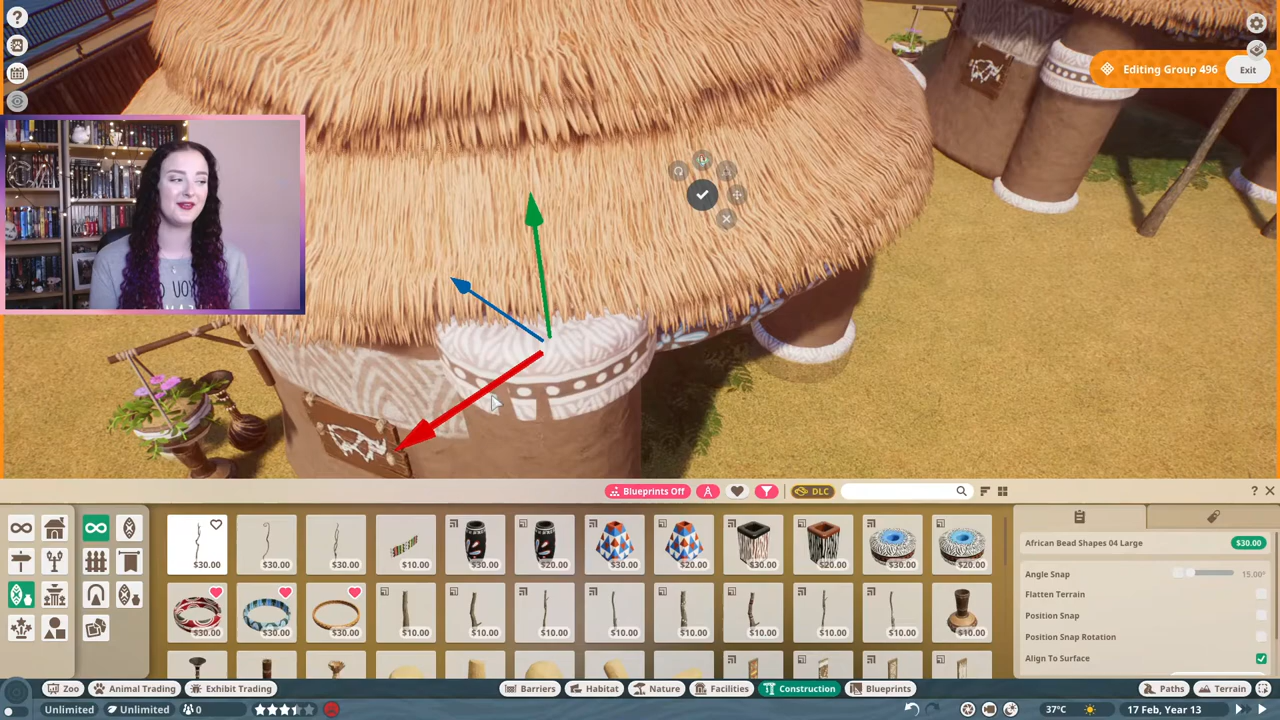 ?
Editing Group 496
Exit
Blueprints Off
DLC
? ×
$30.00
$30.00
$30.00
$10.00
$30.00
$20.00
$30.00
$20.00
$30.00
$20.00
$30.00
$20.00
$30.00
$30.00
$30.00
$10.00
$10.00
$10.00
$10.00
$10.00
$10.00
$10.00
$10.00
$10.00
African Bead Shapes 04 Large
$30.00
Angle Snap
15.00°
Flatten Terrain
Position Snap
Position Snap Rotation
Align To Surface
Zoo
Animal Trading
Exhibit Trading
Barriers
Habitat
Nature
Facilities
Construction
Blueprints
Paths
Terrain
Unlimited
Unlimited
0
37°C
17 Feb, Year 13